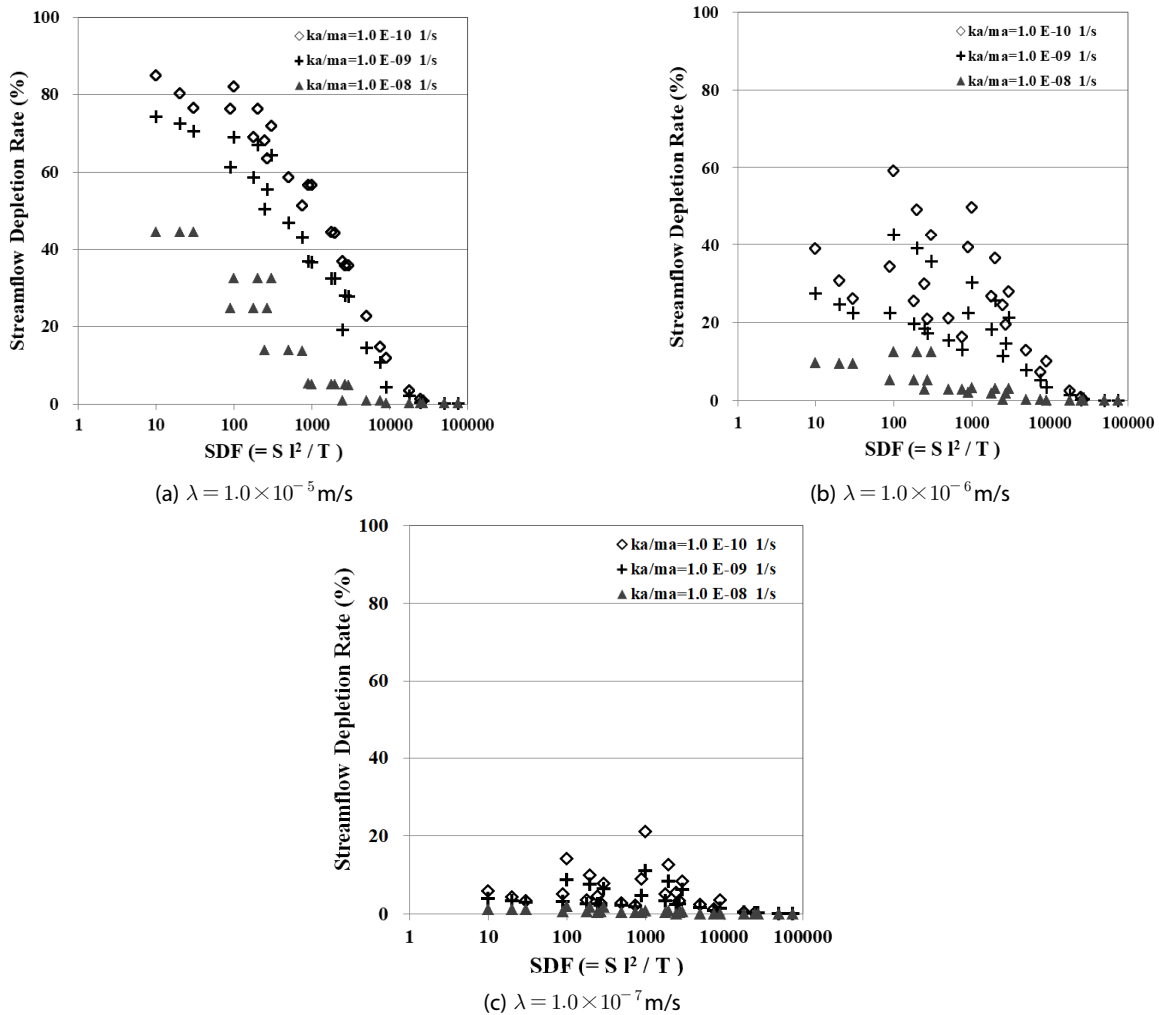 100
80
60
40
20
0
Streamflow Depletion Rate (%)
ka/ma=1.0 E-10 1/s
ka/ma=1.0 E-09 1/s
ka/ma=1.0 E-08 1/s
1 10 100 1000 10000 100000
SDF (= S l² / T )
(a) λ = 1.0×10⁻⁵m/s
100
80
60
40
20
0
Streamflow Depletion Rate (%)
ka/ma=1.0 E-10 1/s
ka/ma=1.0 E-09 1/s
ka/ma=1.0 E-08 1/s
1 10 100 1000 10000 100000
SDF (= S l² / T )
(b) λ = 1.0×10⁻⁶m/s
100
80
60
40
20
0
Streamflow Depletion Rate (%)
ka/ma=1.0 E-10 1/s
ka/ma=1.0 E-09 1/s
ka/ma=1.0 E-08 1/s
1 10 100 1000 10000 100000
SDF (= S l² / T )
(c) λ = 1.0×10⁻⁷m/s